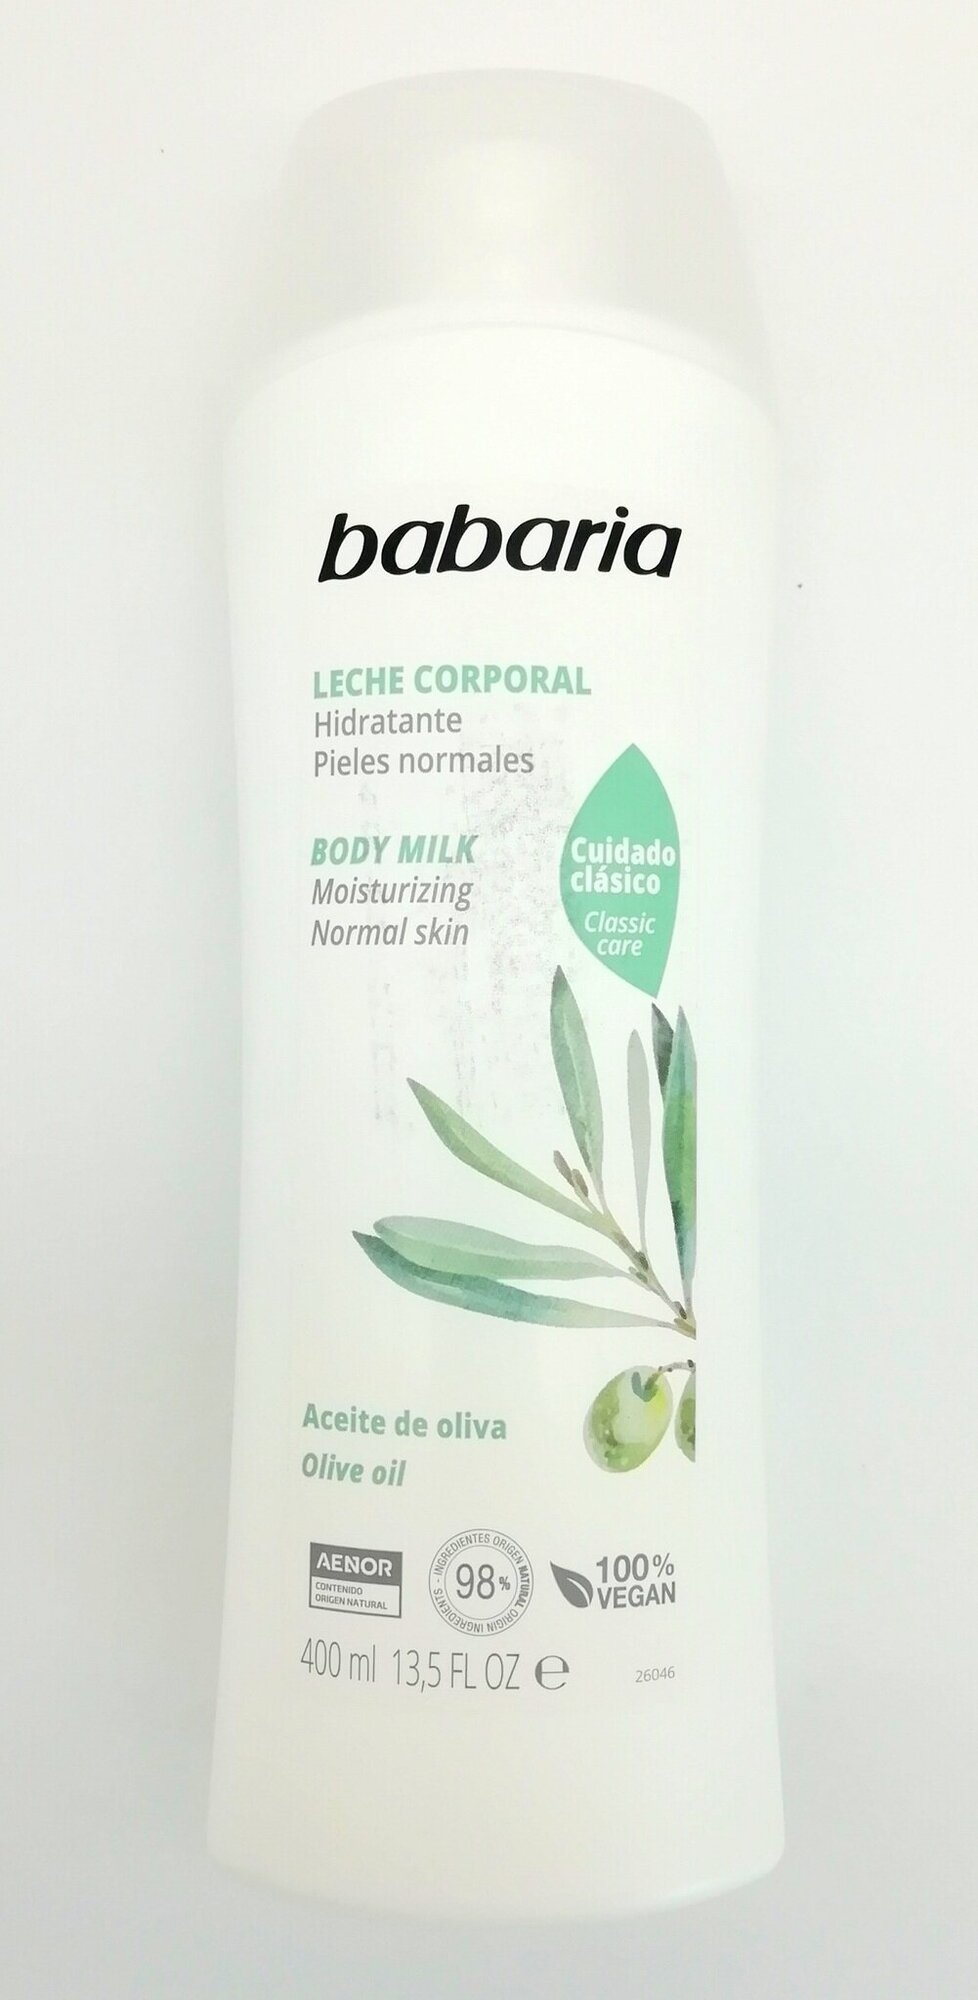 babaria
LECHE CORPORAL
Hidratante
Pieles normales
BODY MILK
Moisturizing
Normal skin
Cuidado
clásico
Classic
care
Aceite de oliva
Olive oil
AENOR
CONTENIDO
ORIGEN NATURAL
INGREDIENTES ORIGEN NATURAL ORIGIN INGREDIENTS -
98%
100%
VEGAN
400 ml 13,5 FL OZ e
26046